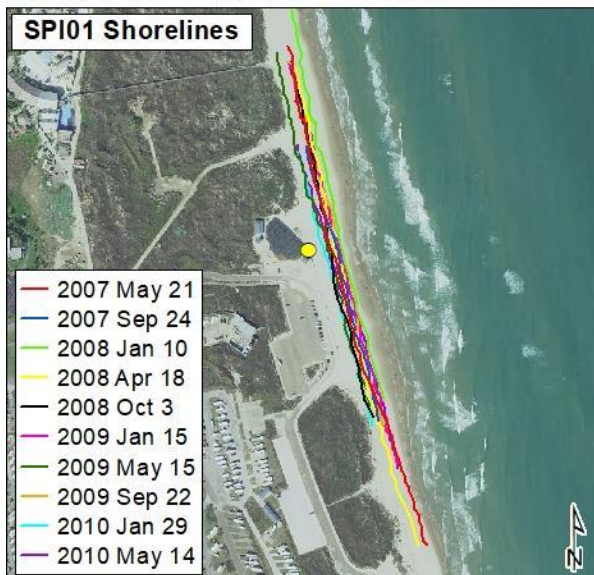 SPI01 Shorelines
2007 May 21
2007 Sep 24
2008 Jan 10
2008 Apr 18
2008 Oct 3
2009 Jan 15
2009 May 15
2009 Sep 22
2010 Jan 29
2010 May 14
N